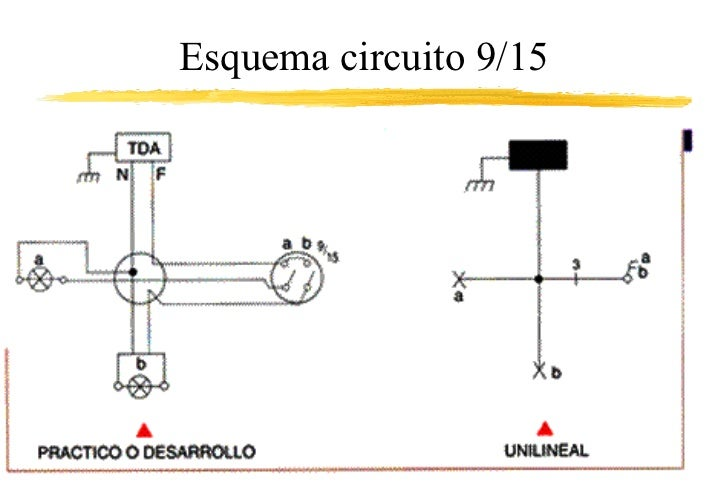 Esquema circuito 9/15
TDA
N F
a
a b 9/15
b
PRACTICO O DESARROLLO
3
a
b
a
b
UNILINEAL